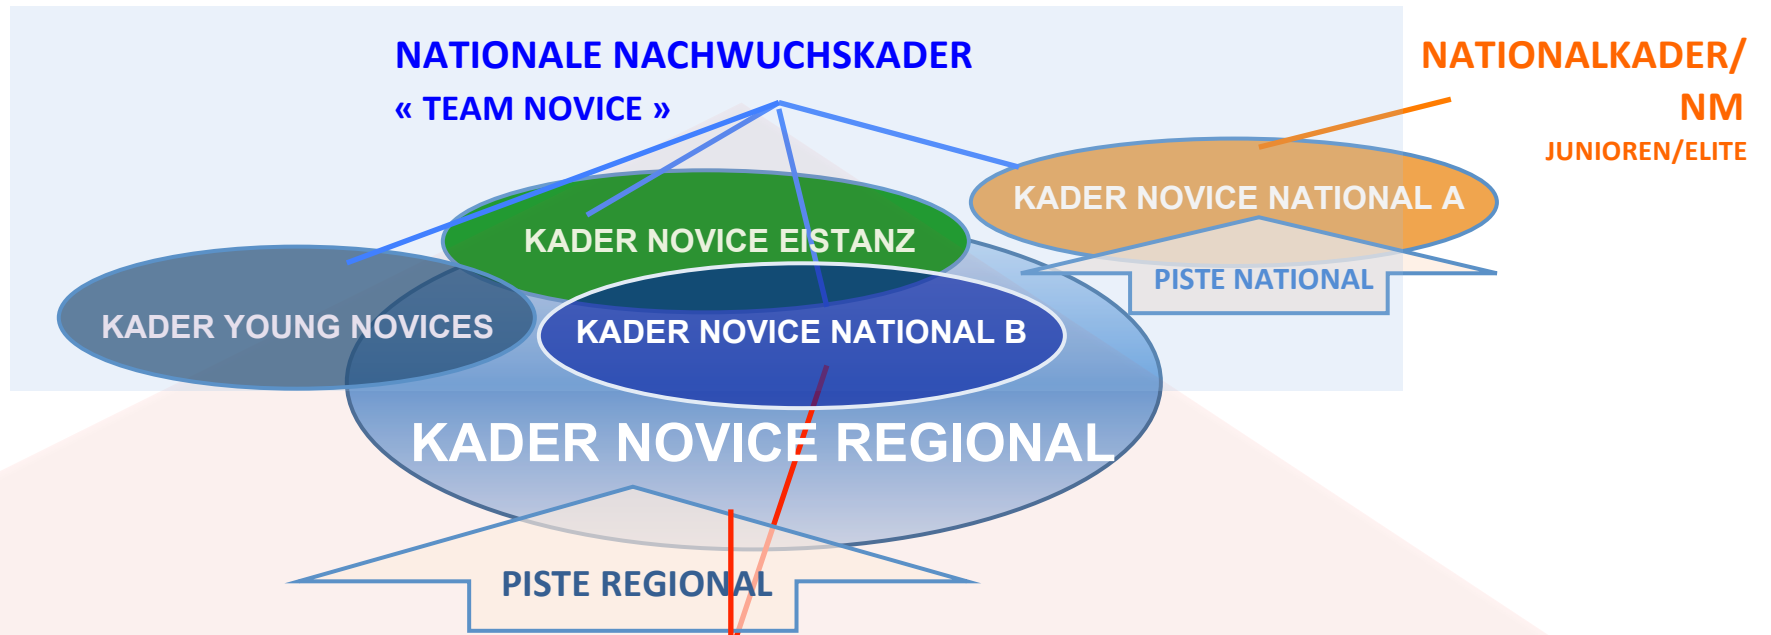 NATIONALE NACHWUCHSKADER
« TEAM NOVICE »
NATIONALKADER/
NM
JUNIOREN/ELITE
KADER NOVICE NATIONAL A
KADER NOVICE EISTANZ
PISTE NATIONAL
KADER YOUNG NOVICES
KADER NOVICE NATIONAL B
KADER NOVICE REGIONAL
PISTE REGIONAL